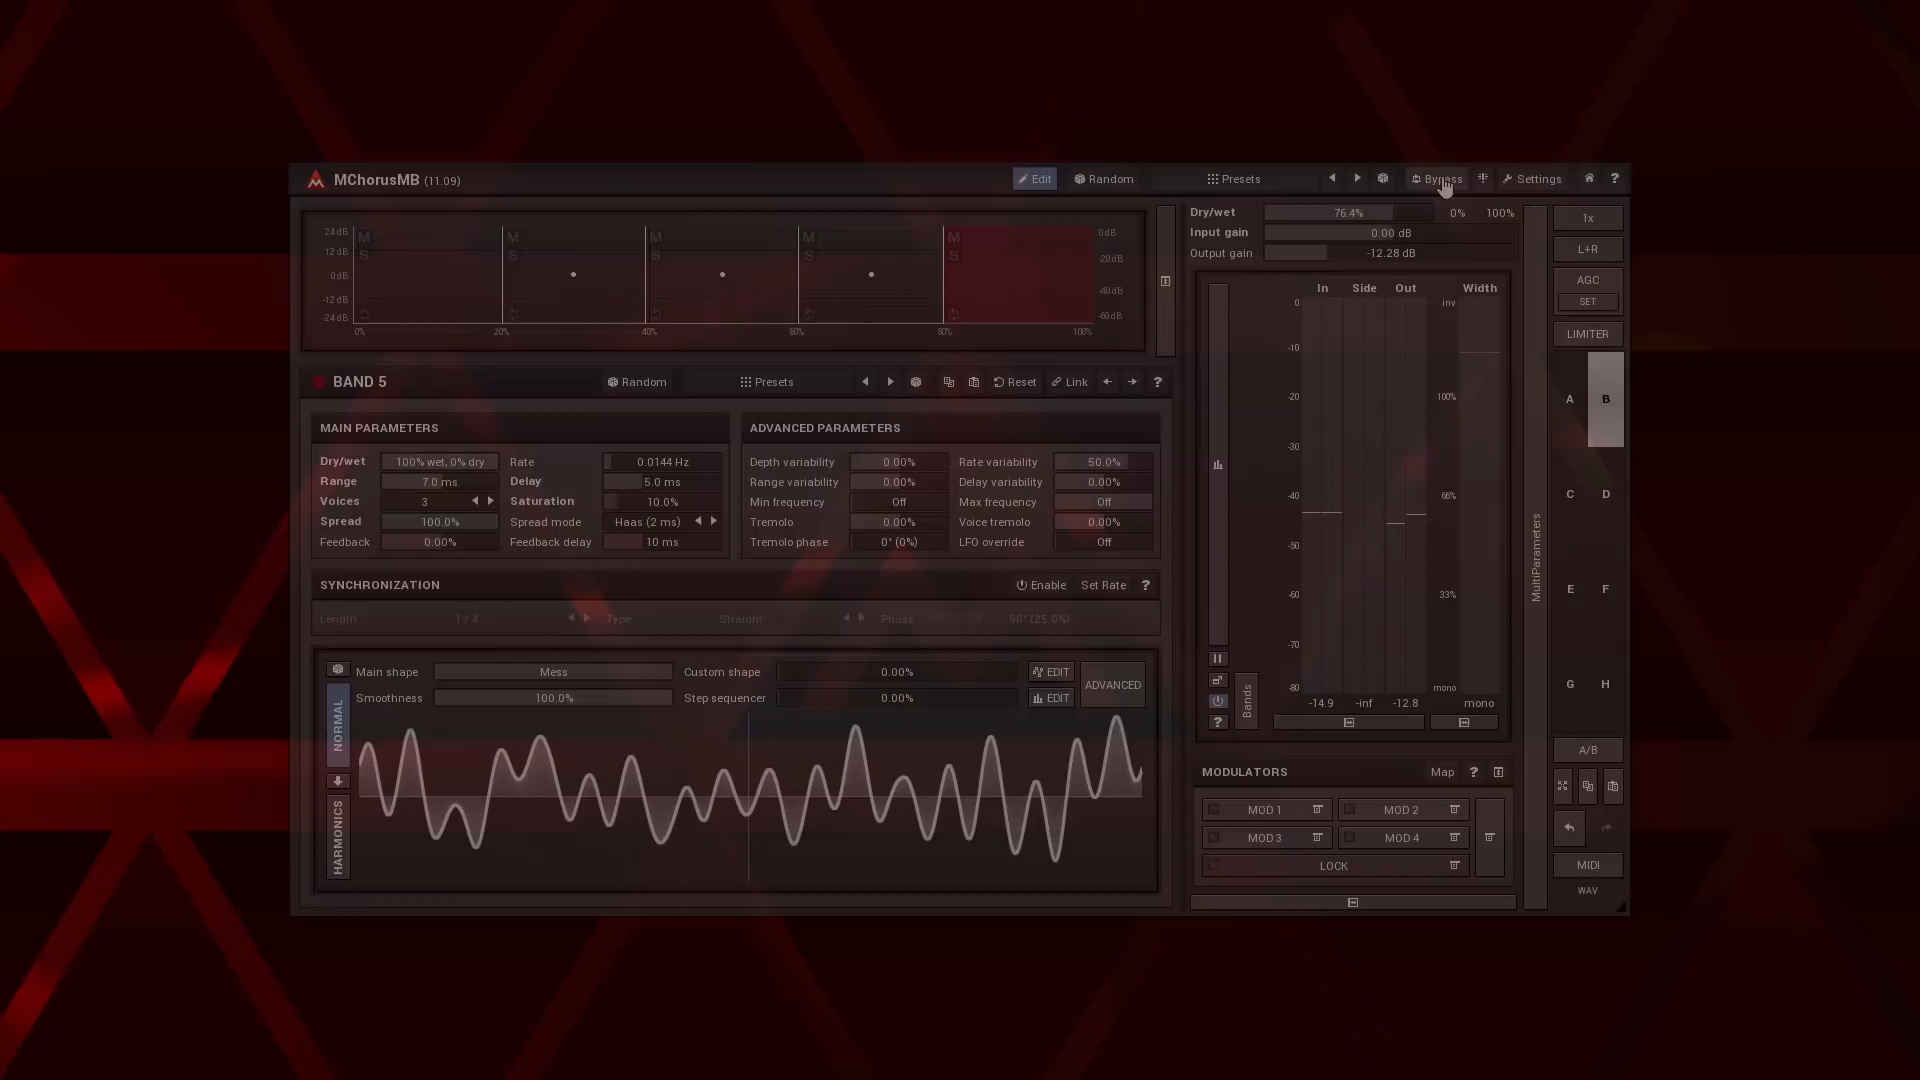 MChorusMB (11.09) Edit Random Presets Bypass Settings ?
24 dB M S M S M S M S M S 0dB
12 dB -20dB
0 dB -40dB
-12 dB -60dB
-24 dB
0% 20% 40% 60% 80% 100%
BAND 5 Random Presets Reset Link ?
MAIN PARAMETERS
Dry/wet 100% wet, 0% dry Rate 0.0144 Hz
Range 7.0 ms Delay 5.0 ms
Voices 3 Saturation 10.0%
Spread 100.0% Spread mode Haas (2 ms)
Feedback 0.00% Feedback delay 10 ms
ADVANCED PARAMETERS
Depth variability 0.00% Rate variability 50.0%
Range variability 0.00% Delay variability 0.00%
Min frequency Off Max frequency Off
Tremolo 0.00% Voice tremolo 0.00%
Tremolo phase 0° (0%) LFO override Off
SYNCHRONIZATION Enable Set Rate ?
Length 1 / 4 Type Straight Phase 90° (25.0%)
Main shape Mess Custom shape 0.00% EDIT ADVANCED
Smoothness 100.0% Step sequencer 0.00% EDIT
NORMAL
HARMONICS
Dry/wet 76.4% 0% 100%
Input gain 0.00 dB
Output gain -12.28 dB
In Side Out Width
0 inv
-10
-20 100%
-30
-40 66%
-50
-60 33%
-70
-80 mono
-14.9 -inf -12.8 mono
?
Bands
MODULATORS Map ?
MOD 1 MOD 2
MOD 3 MOD 4
LOCK
MultiParameters
1x
L+R
AGC
SET
LIMITER
A B
C D
E F
G H
A/B
MIDI
WAV